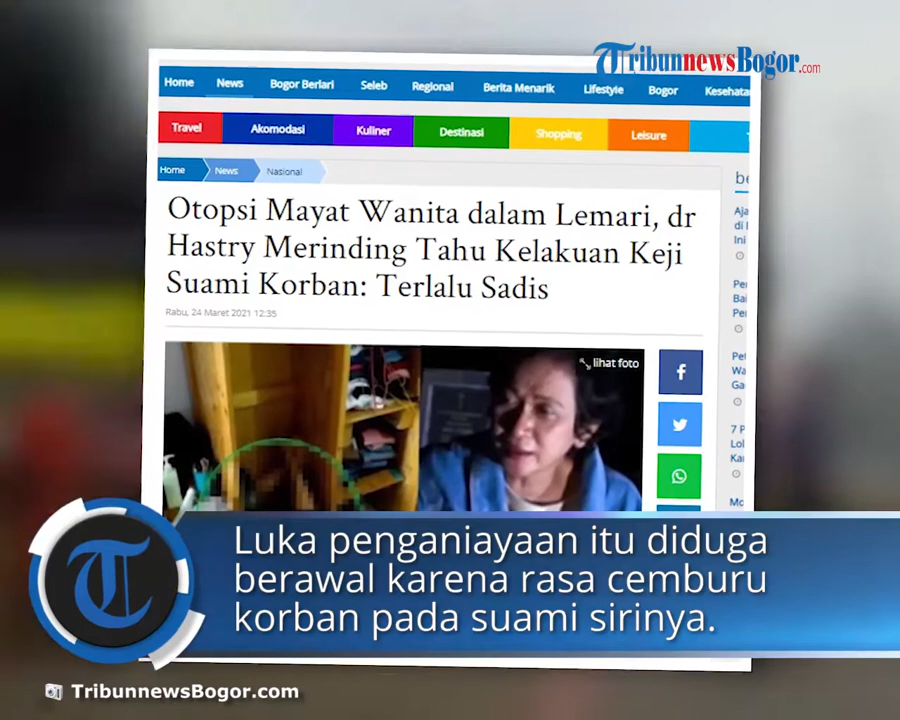 TribunnewsBogor.com
Home News Bogor Berlari Seleb Regional Berita Menarik Lifestyle Bogor
Travel Akomodasi Kuliner Destinasi Shopping Leisure
Home News Nasional
Otopsi Mayat Wanita dalam Lemari, dr
Hastry Merinding Tahu Kelakuan Keji
Suami Korban: Terlalu Sadis
Rabu, 24 Maret 2021 12:35
lihat foto
Luka penganiayaan itu diduga
berawal karena rasa cemburu
korban pada suami sirinya.
TribunnewsBogor.com